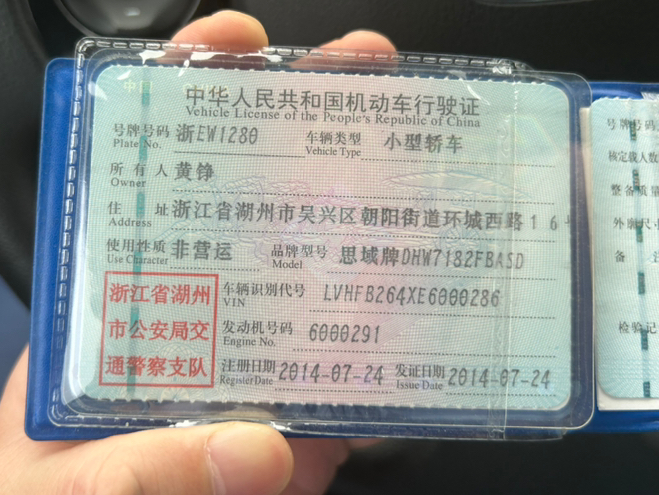 中华人民共和国机动车行驶证
Vehicle License of the People's Republic of China
号牌号码 浙EW1280 车辆类型 小型轿车
Plate No. Vehicle Type
所有人 黄铮
Owner
住址 浙江省湖州市吴兴区朝阳街道环城西路16号
Address
使用性质 非营运 品牌型号 思域牌DHW7182FBASD
Use Character Model
浙江省湖州
市公安局交
通警察支队
车辆识别代号 LVHFB264XE6000286
VIN
发动机号码 6000291
Engine No.
注册日期 2014-07-24 发证日期 2014-07-24
Register Date Issue Date
号牌号码
核定载人数
整备质量
外廓尺
备注
检验记